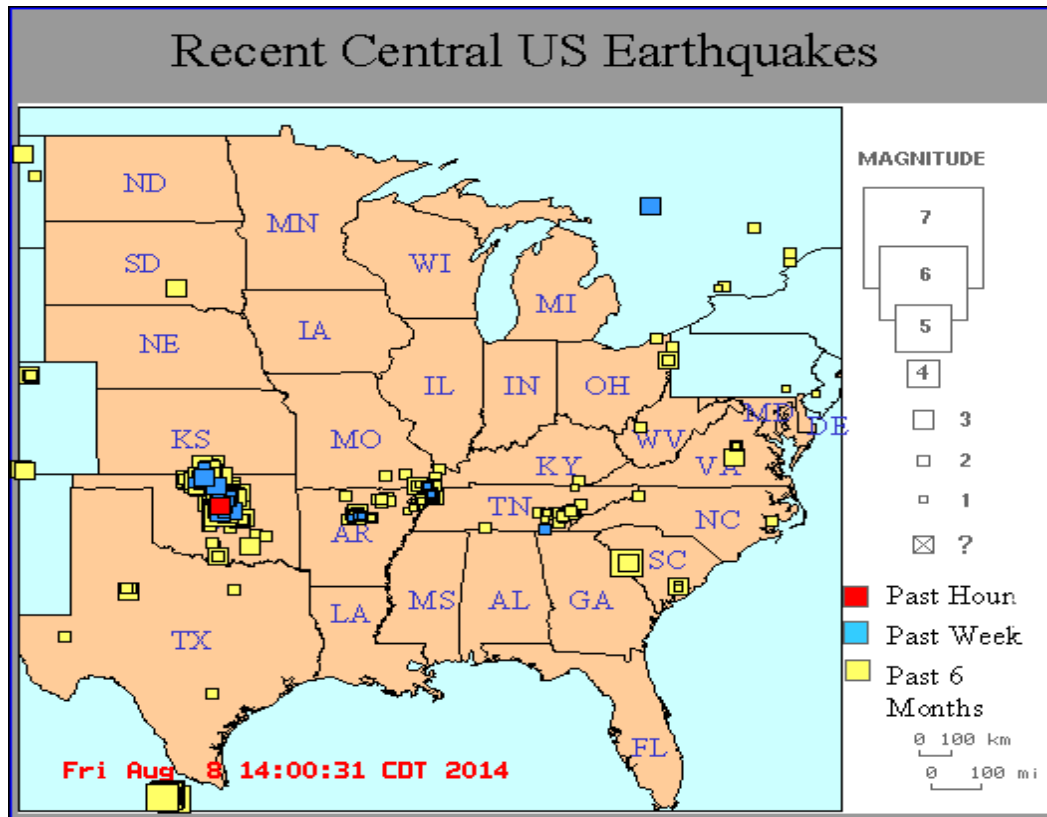 Recent Central US Earthquakes
MAGNITUDE
7
6
5
4
3
2
1
?
Past Houn
Past Week
Past 6
Months
0 100 km
0 100 mi
ND
MN
SD
WI
MI
NE
IA
IL
IN
OH
MD
DE
WV
KS
MO
KY
VA
TN
NC
AR
SC
MS
AL
GA
LA
TX
FL
Fri Aug 8 14:00:31 CDT 2014